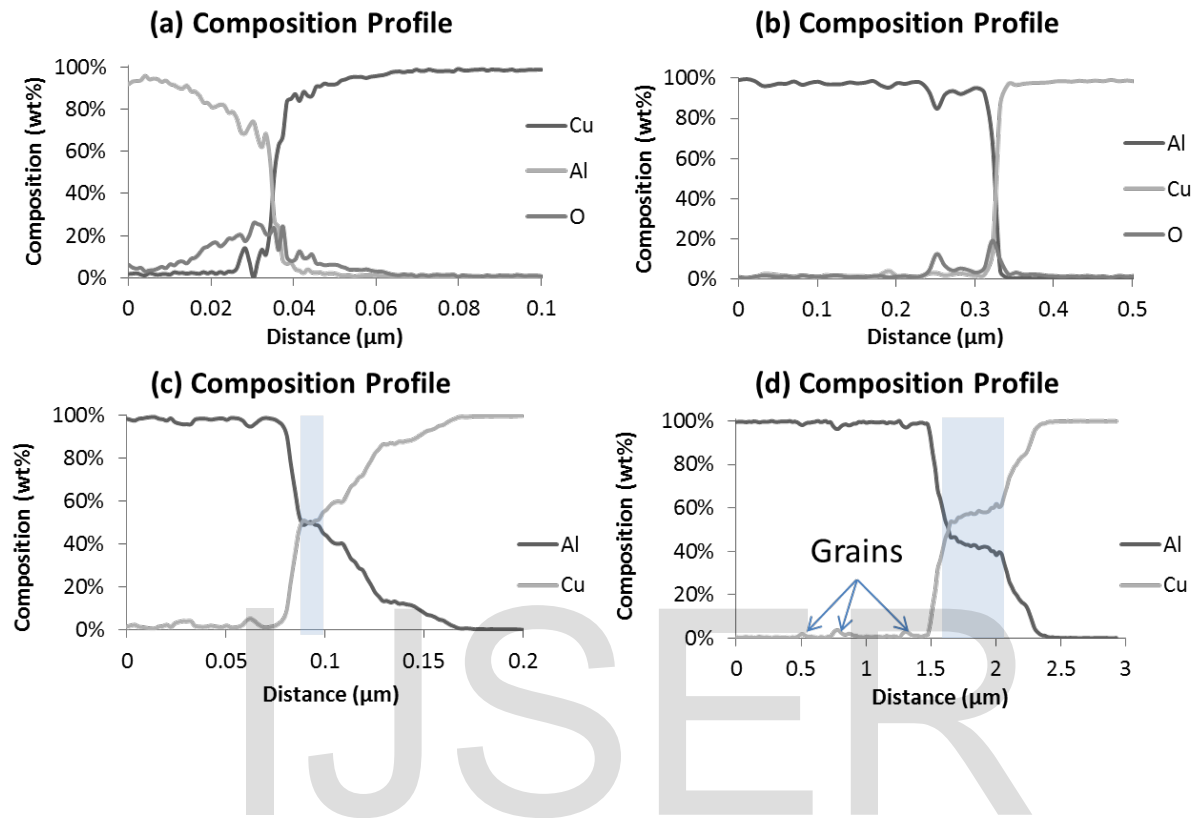 (a) Composition Profile
Composition (wt%)
100%
80%
60%
40%
20%
0%
0
0.02
0.04
0.06
0.08
0.1
Distance (µm)
Cu
Al
O
(b) Composition Profile
Composition (wt%)
100%
80%
60%
40%
20%
0%
0
0.1
0.2
0.3
0.4
0.5
Distance (µm)
Al
Cu
O
(c) Composition Profile
Composition (wt%)
100%
80%
60%
40%
20%
0%
0
0.05
0.1
0.15
0.2
Distance (µm)
Al
Cu
(d) Composition Profile
Composition (wt%)
100%
80%
60%
40%
20%
0%
0
0.5
1
1.5
2
2.5
3
Distance (µm)
Grains
Al
Cu
IJSER